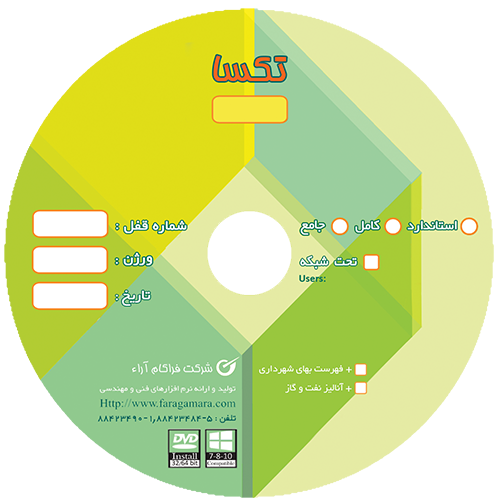 تکسا
شماره قفل :
ورژن :
تاریخ :
استاندارد
کامل
جامع
تحت شبکه
Users:
+ فهرست بهای شهرداری
+ آنالیز نفت و گاز
شرکت فراکام آراء
تولید و ارائه نرم افزارهای فنی و مهندسی
Http://www.faragamara.com
تلفن : ۵-۸۸۴۲۳۴۸۴،۱-۸۸۴۲۳۴۹۰
DVD
Install
32/64 bit
7-8-10
Compatible